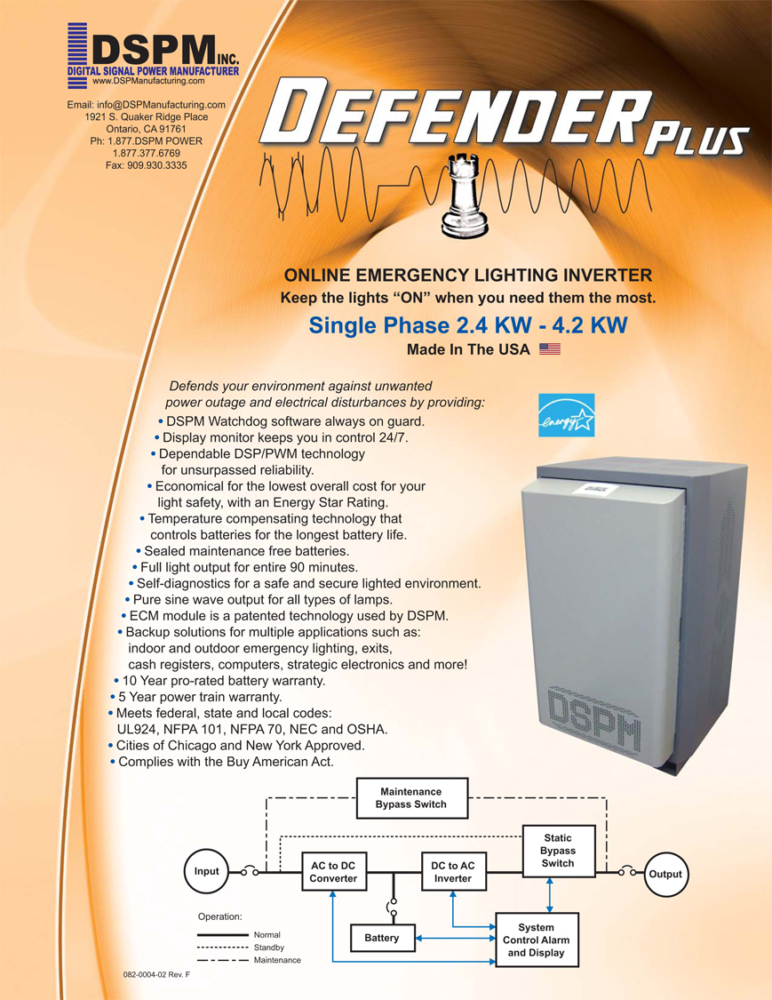 DSPM INC.
DIGITAL SIGNAL POWER MANUFACTURER
www.DSPManufacturing.com
Email: info@DSPManufacturing.com
1921 S. Quaker Ridge Place
Ontario, CA 91761
Ph: 1.877.DSPM POWER
1.877.377.6769
Fax: 909.930.3335
DEFENDER PLUS
ONLINE EMERGENCY LIGHTING INVERTER
Keep the lights “ON” when you need them the most.
Single Phase 2.4 KW - 4.2 KW
Made In The USA
Defends your environment against unwanted
power outage and electrical disturbances by providing:
• DSPM Watchdog software always on guard.
• Display monitor keeps you in control 24/7.
• Dependable DSP/PWM technology
for unsurpassed reliability.
• Economical for the lowest overall cost for your
light safety, with an Energy Star Rating.
• Temperature compensating technology that
controls batteries for the longest battery life.
• Sealed maintenance free batteries.
• Full light output for entire 90 minutes.
• Self-diagnostics for a safe and secure lighted environment.
• Pure sine wave output for all types of lamps.
• ECM module is a patented technology used by DSPM.
• Backup solutions for multiple applications such as:
indoor and outdoor emergency lighting, exits,
cash registers, computers, strategic electronics and more!
• 10 Year pro-rated battery warranty.
• 5 Year power train warranty.
• Meets federal, state and local codes:
UL924, NFPA 101, NFPA 70, NEC and OSHA.
• Cities of Chicago and New York Approved.
• Complies with the Buy American Act.
energy
DSPM
Maintenance
Bypass Switch
Static
Bypass
Switch
Input
AC to DC
Converter
DC to AC
Inverter
Output
Battery
System
Control Alarm
and Display
Operation:
Normal
Standby
Maintenance
082-0004-02 Rev. F